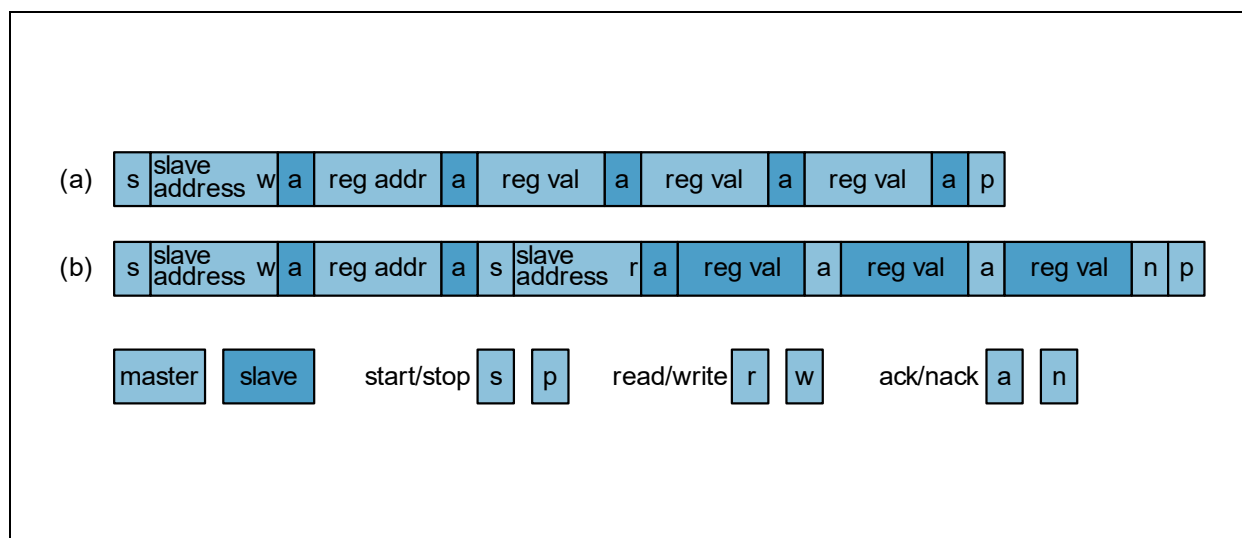 (a) s slave address w a reg addr a reg val a reg val a reg val a p
(b) s slave address w a reg addr a s slave address r a reg val a reg val a reg val n p
master slave start/stop s p read/write r w ack/nack a n